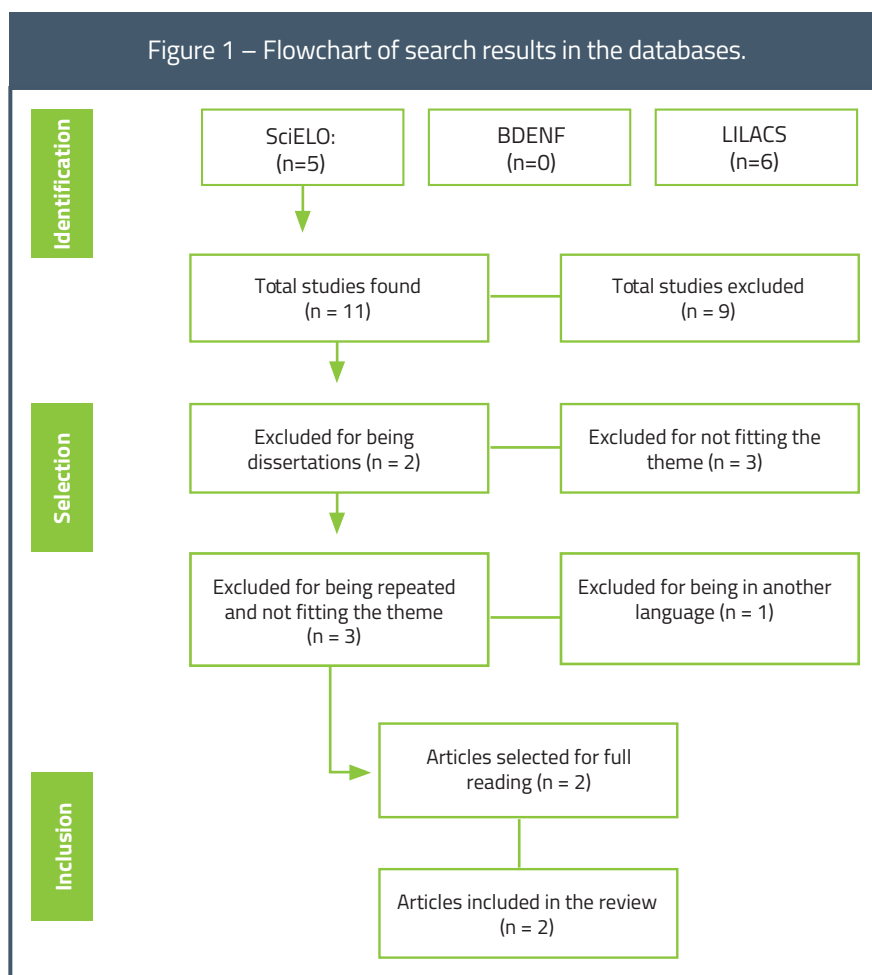 Figure 1 – Flowchart of search results in the databases.
Identification
SciELO:
(n=5)
BDENF
(n=0)
LILACS
(n=6)
Total studies found
(n = 11)
Total studies excluded
(n = 9)
Selection
Excluded for being
dissertations (n = 2)
Excluded for not fitting the
theme (n = 3)
Excluded for being repeated
and not fitting the theme
(n = 3)
Excluded for being in another
language (n = 1)
Inclusion
Articles selected for full
reading (n = 2)
Articles included in the review
(n = 2)